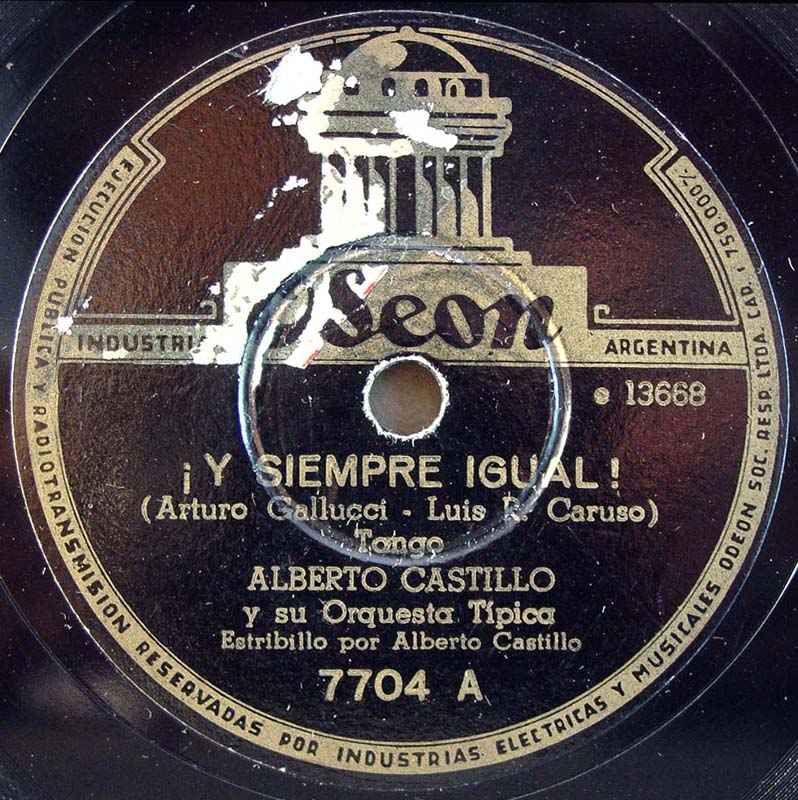 Odeon
INDUSTRIA ARGENTINA
13668
¡Y SIEMPRE IGUAL!
(Arturo Gallucci - Luis R. Caruso)
Tango
ALBERTO CASTILLO
y su Orquesta Típica
Estribillo por Alberto Castillo
7704 A
EJECUCION PUBLICA Y RADIOTRANSMISION RESERVADAS POR INDUSTRIAS ELECTRICAS Y MUSICALES ODEON SOC. RESP. LTDA. CAP.: 750.000%